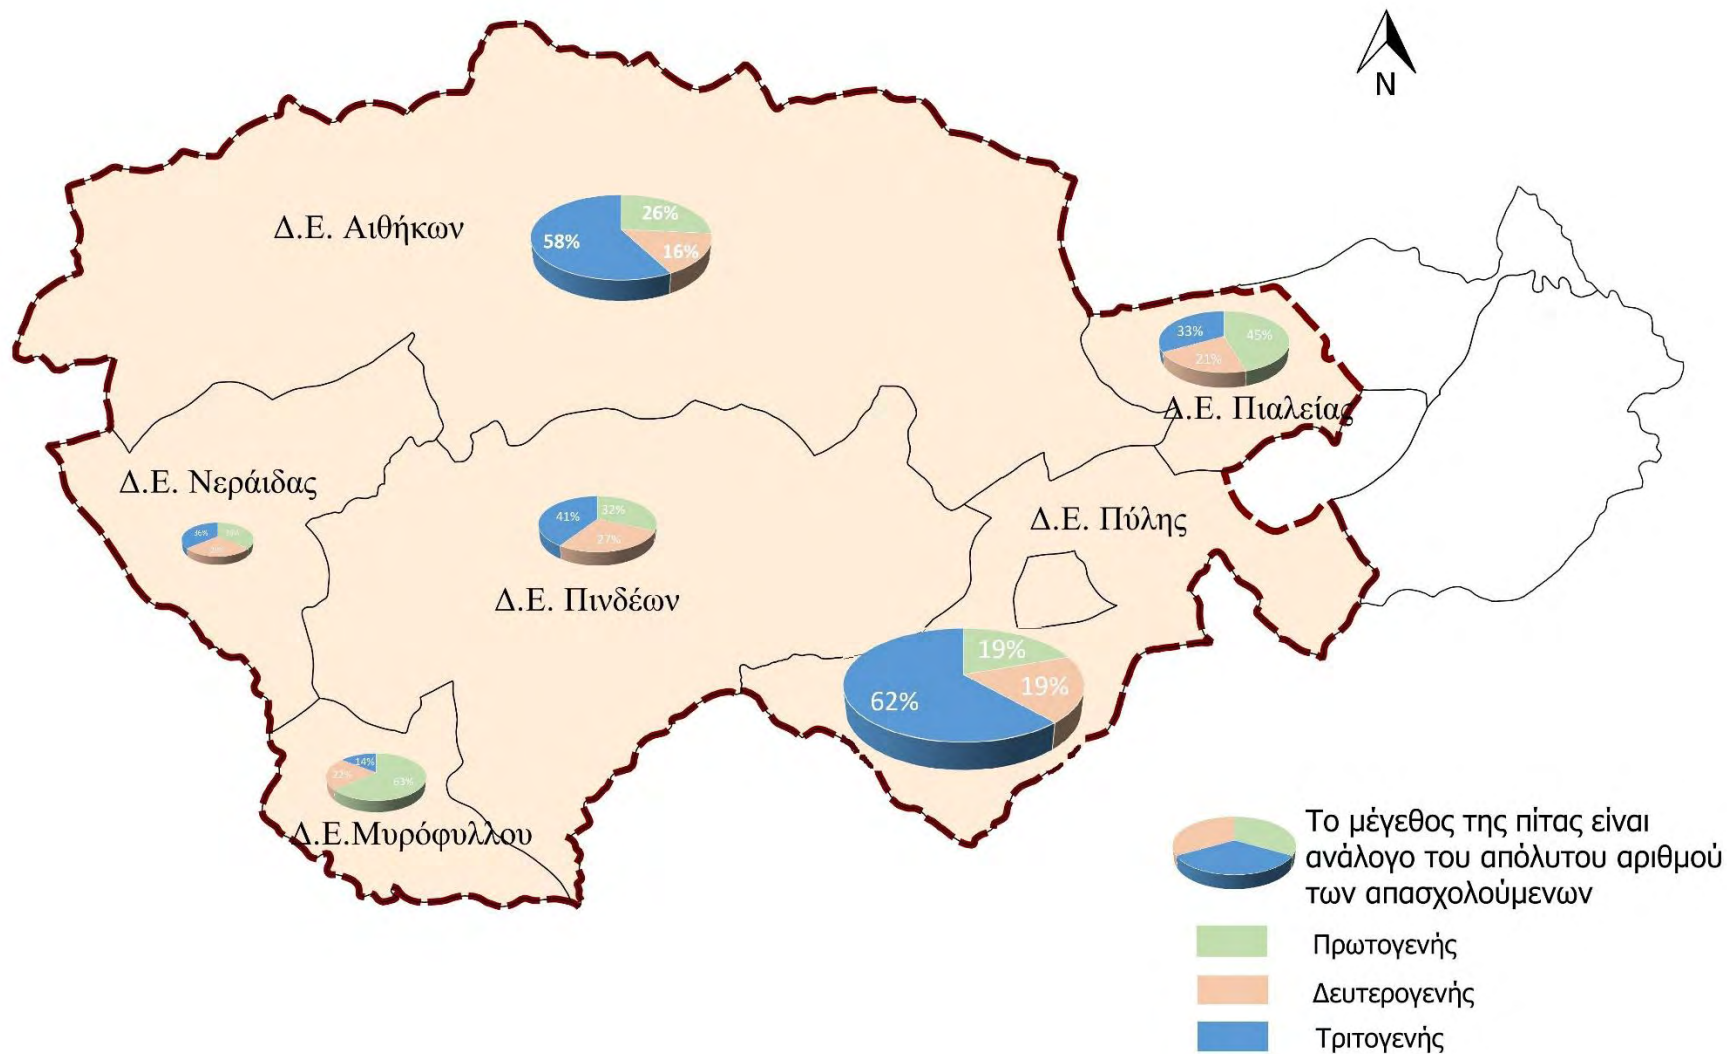 N
Δ.Ε. Αιθήκων
26%
58%
16%
33%
45%
21%
Δ.Ε. Πιαλείας
Δ.Ε. Νεράιδας
36%
32%
41%
27%
Δ.Ε. Πύλης
Δ.Ε. Πινδέων
19%
62%
19%
14%
63%
Δ.Ε.Μυρόφυλλου
Το μέγεθος της πίτας είναι
ανάλογο του απόλυτου αριθμού
των απασχολούμενων
Πρωτογενής
Δευτερογενής
Τριτογενής